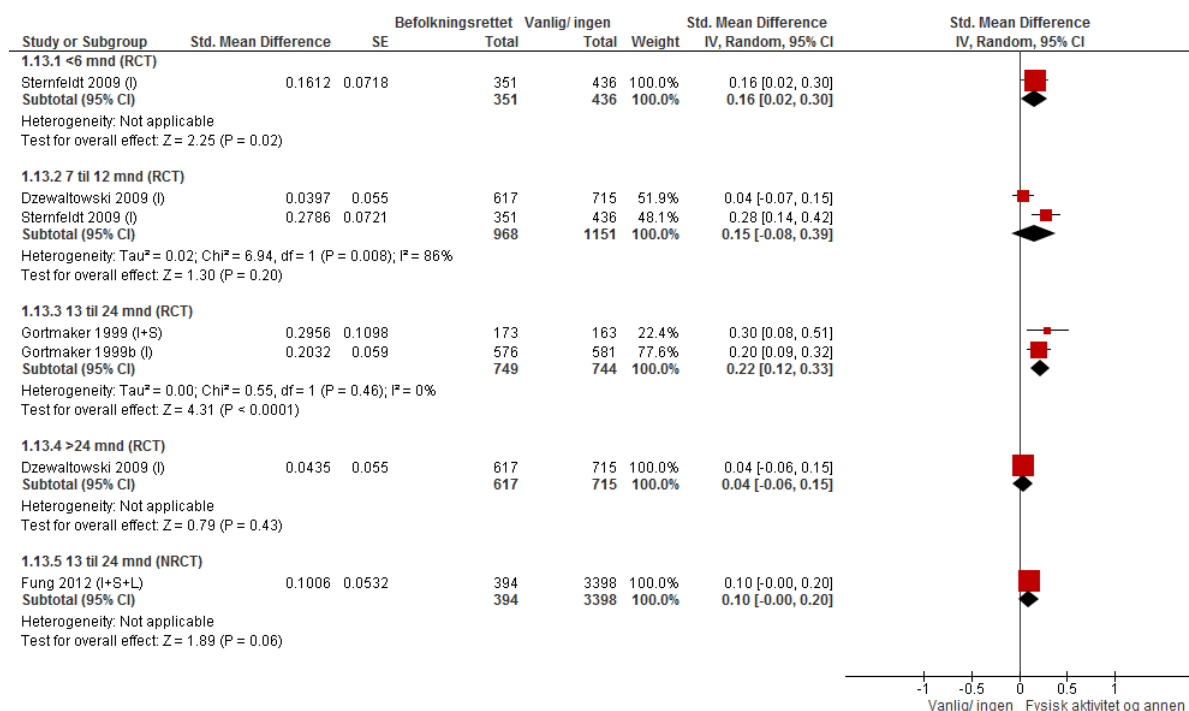 Befolkningsrettet Vanlig/ ingen Std. Mean Difference Std. Mean Difference
Study or Subgroup Std. Mean Difference SE Total Total Weight IV, Random, 95% CI IV, Random, 95% CI
1.13.1 <6 mnd (RCT)
Sternfeldt 2009 (I) 0.1612 0.0718 351 436 100.0% 0.16 [0.02, 0.30]
Subtotal (95% CI) 351 436 100.0% 0.16 [0.02, 0.30]
Heterogeneity: Not applicable
Test for overall effect: Z = 2.25 (P = 0.02)
1.13.2 7 til 12 mnd (RCT)
Dzewaltowski 2009 (I) 0.0397 0.055 617 715 51.9% 0.04 [-0.07, 0.15]
Sternfeldt 2009 (I) 0.2786 0.0721 351 436 48.1% 0.28 [0.14, 0.42]
Subtotal (95% CI) 968 1151 100.0% 0.15 [-0.08, 0.39]
Heterogeneity: Tau² = 0.02; Chi² = 6.94, df = 1 (P = 0.008); I² = 86%
Test for overall effect: Z = 1.30 (P = 0.20)
1.13.3 13 til 24 mnd (RCT)
Gortmaker 1999 (I+S) 0.2956 0.1098 173 163 22.4% 0.30 [0.08, 0.51]
Gortmaker 1999b (I) 0.2032 0.059 576 581 77.6% 0.20 [0.09, 0.32]
Subtotal (95% CI) 749 744 100.0% 0.22 [0.12, 0.33]
Heterogeneity: Tau² = 0.00; Chi² = 0.55, df = 1 (P = 0.46); I² = 0%
Test for overall effect: Z = 4.31 (P < 0.0001)
1.13.4 >24 mnd (RCT)
Dzewaltowski 2009 (I) 0.0435 0.055 617 715 100.0% 0.04 [-0.06, 0.15]
Subtotal (95% CI) 617 715 100.0% 0.04 [-0.06, 0.15]
Heterogeneity: Not applicable
Test for overall effect: Z = 0.79 (P = 0.43)
1.13.5 13 til 24 mnd (NRCT)
Fung 2012 (I+S+L) 0.1006 0.0532 394 3398 100.0% 0.10 [-0.00, 0.20]
Subtotal (95% CI) 394 3398 100.0% 0.10 [-0.00, 0.20]
Heterogeneity: Not applicable
Test for overall effect: Z = 1.89 (P = 0.06)
-1 -0.5 0 0.5 1
Vanlig/ ingen Fysisk aktivitet og annen